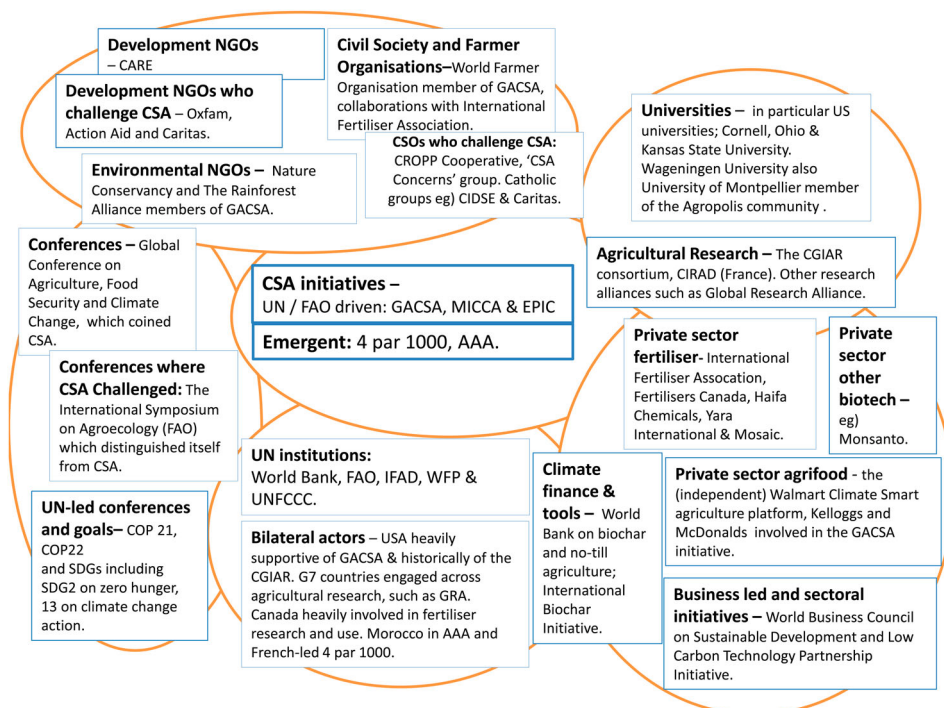 Development NGOs
– CARE
Development NGOs who
challenge CSA – Oxfam,
Action Aid and Caritas.
Environmental NGOs – Nature
Conservancy and The Rainforest
Alliance members of GACSA.
Civil Society and Farmer
Organisations–World Farmer
Organisation member of GACSA,
collaborations with International
Fertiliser Association.
CSOs who challenge CSA:
CROPP Cooperative, ‘CSA
Concerns’ group. Catholic
groups eg) CIDSE & Caritas.
Universities – in particular US
universities; Cornell, Ohio &
Kansas State University.
Wageningen University also
University of Montpellier member
of the Agropolis community .
Agricultural Research – The CGIAR
consortium, CIRAD (France). Other research
alliances such as Global Research Alliance.
Conferences – Global
Conference on
Agriculture, Food
Security and Climate
Change, which coined
CSA.
Conferences where
CSA Challenged: The
International Symposium
on Agroecology (FAO)
which distinguished itself
from CSA.
UN-led conferences
and goals– COP 21,
COP22
and SDGs including
SDG2 on zero hunger,
13 on climate change
action.
CSA initiatives –
UN / FAO driven: GACSA, MICCA & EPIC
Emergent: 4 par 1000, AAA.
UN institutions:
World Bank, FAO, IFAD, WFP &
UNFCCC.
Bilateral actors – USA heavily
supportive of GACSA & historically of the
CGIAR. G7 countries engaged across
agricultural research, such as GRA.
Canada heavily involved in fertiliser
research and use. Morocco in AAA and
French-led 4 par 1000.
Climate
finance &
tools – World
Bank on biochar
and no-till
agriculture;
International
Biochar
Initiative.
Private sector
fertiliser- International
Fertiliser Assocation,
Fertilisers Canada, Haifa
Chemicals, Yara
International & Mosaic.
Private
sector
other
biotech –
eg)
Monsanto.
Private sector agrifood - the
(independent) Walmart Climate Smart
agriculture platform, Kelloggs and
McDonalds involved in the GACSA
initiative.
Business led and sectoral
initiatives – World Business Council
on Sustainable Development and Low
Carbon Technology Partnership
Initiative.